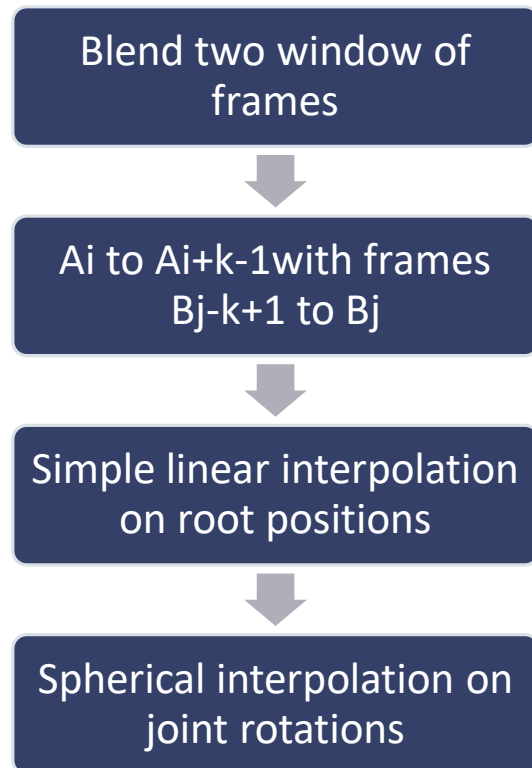 Blend two window of
frames
Ai to Ai+k-1with frames
Bj-k+1 to Bj
Simple linear interpolation
on root positions
Spherical interpolation on
joint rotations